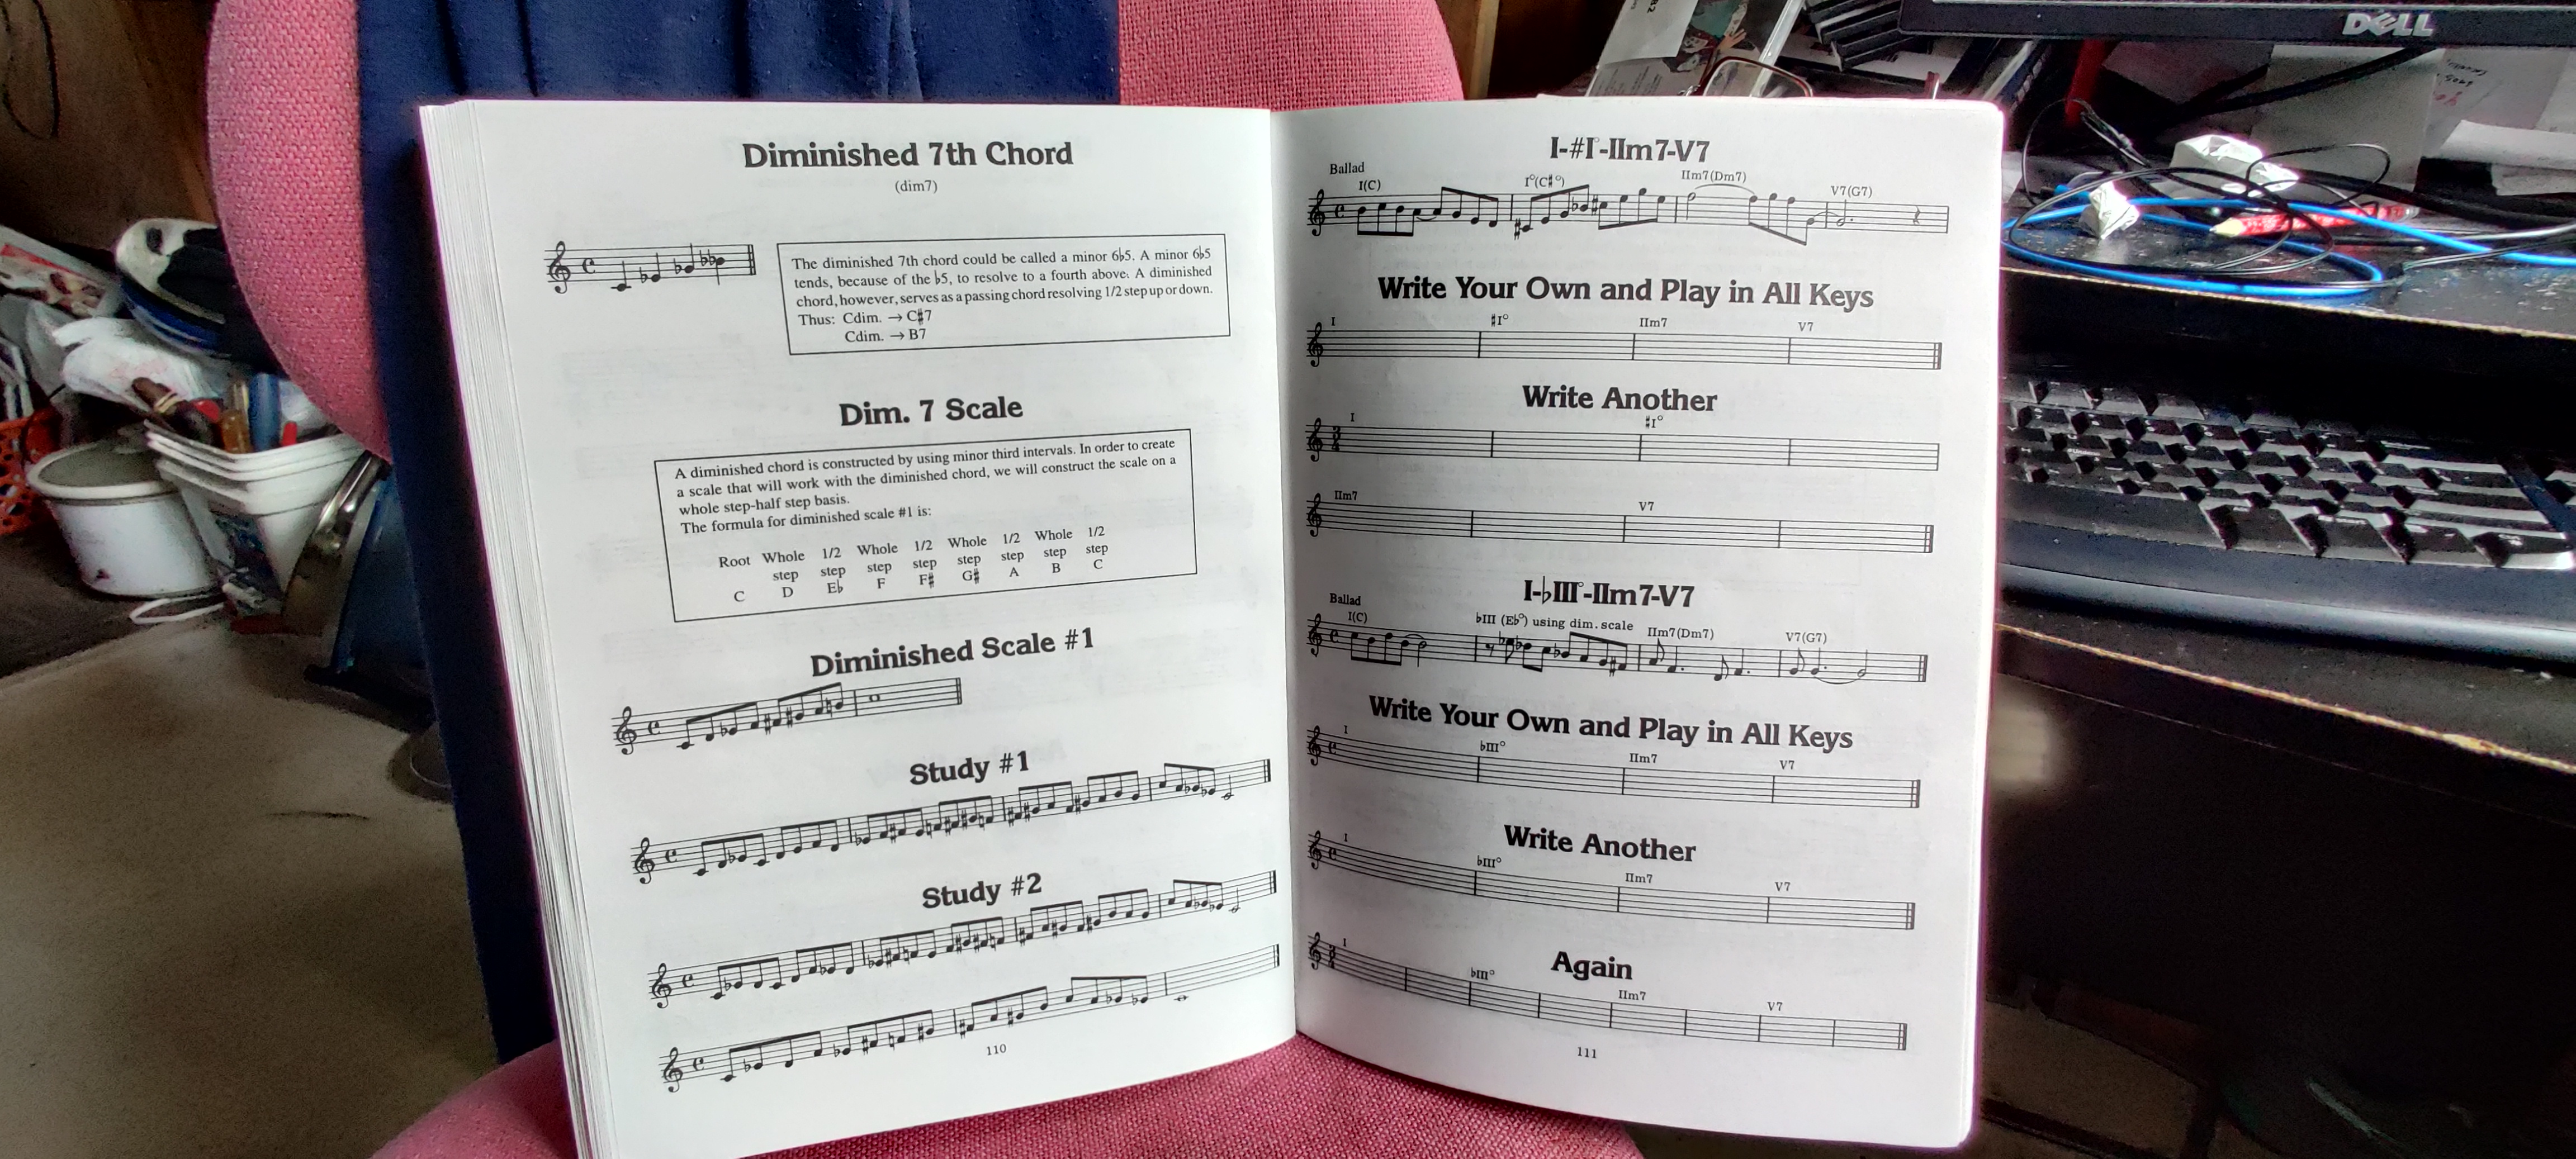 Diminished 7th Chord
(dim7)
The diminished 7th chord could be called a minor 6♭5. A minor 6♭5
tends, because of the ♭5, to resolve to a fourth above. A diminished
chord, however, serves as a passing chord resolving 1/2 step up or down.
Thus: Cdim. → C♯7
Cdim. → B7
Dim. 7 Scale
A diminished chord is constructed by using minor third intervals. In order to create
a scale that will work with the diminished chord, we will construct the scale on a
whole step-half step basis.
The formula for diminished scale #1 is:
Root Whole 1/2 Whole 1/2 Whole 1/2 Whole 1/2
step step step step step step step step
C D E♭ F F♯ G♯ A B C
Diminished Scale #1
Study #1
Study #2
110
I-#I°-IIm7-V7
Ballad
I(C) I°(C♯°) IIm7(Dm7) V7(G7)
Write Your Own and Play in All Keys
I ♯I° IIm7 V7
Write Another
I ♯I°
IIm7 V7
I-♭III°-IIm7-V7
Ballad
I(C) ♭III (E♭°) using dim. scale IIm7(Dm7) V7(G7)
Write Your Own and Play in All Keys
I ♭III° IIm7 V7
Write Another
I ♭III° IIm7 V7
Again
I ♭III° IIm7 V7
111
DELL